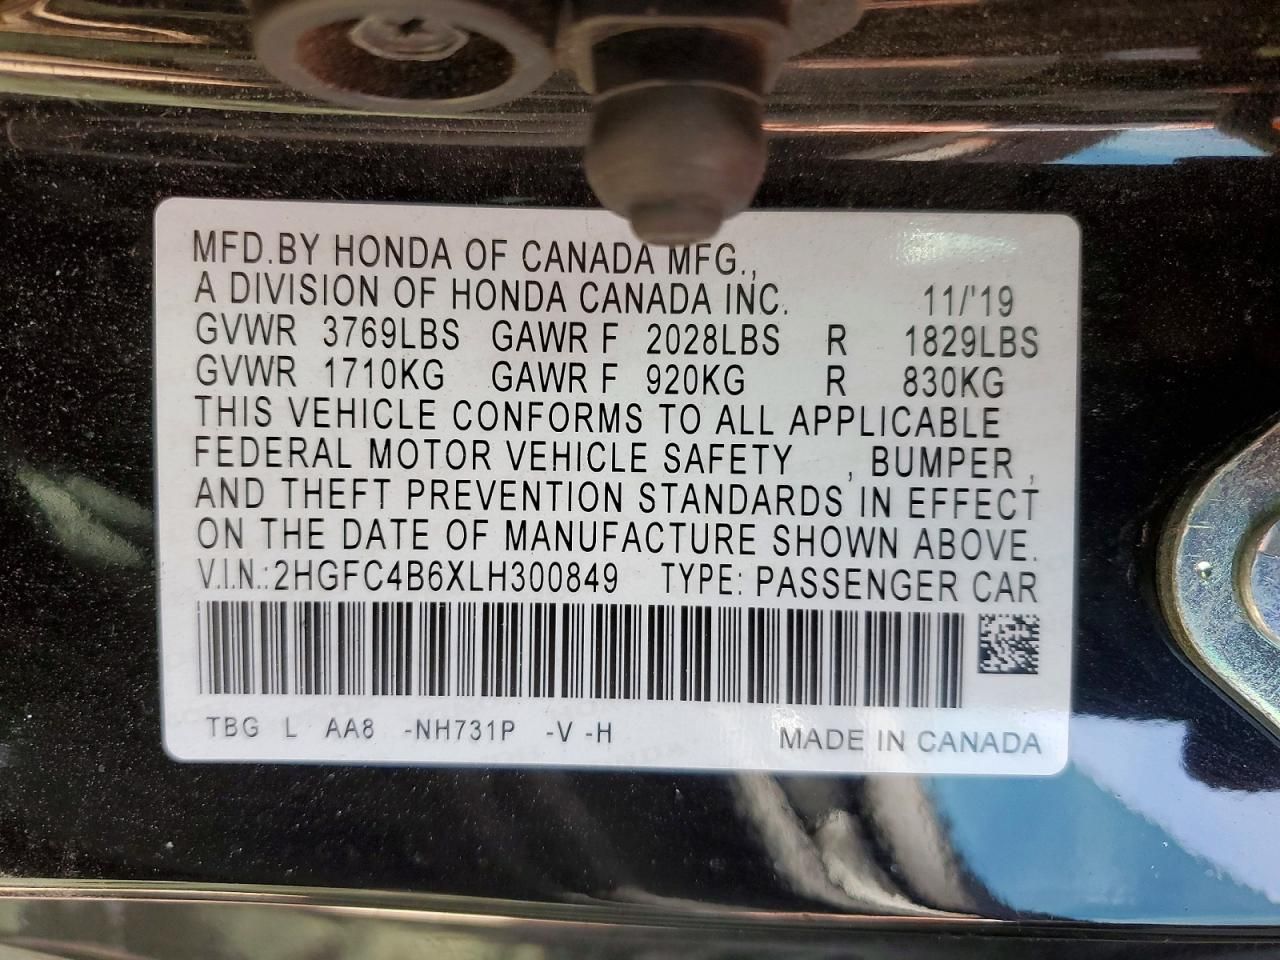 MFD.BY HONDA OF CANADA MFG.,
A DIVISION OF HONDA CANADA INC. 11/'19
GVWR 3769LBS GAWR F 2028LBS R 1829LBS
GVWR 1710KG GAWR F 920KG R 830KG
THIS VEHICLE CONFORMS TO ALL APPLICABLE
FEDERAL MOTOR VEHICLE SAFETY , BUMPER ,
AND THEFT PREVENTION STANDARDS IN EFFECT
ON THE DATE OF MANUFACTURE SHOWN ABOVE.
V.I.N.:2HGFC4B6XLH300849 TYPE: PASSENGER CAR
TBG L AA8 -NH731P -V -H MADE IN CANADA